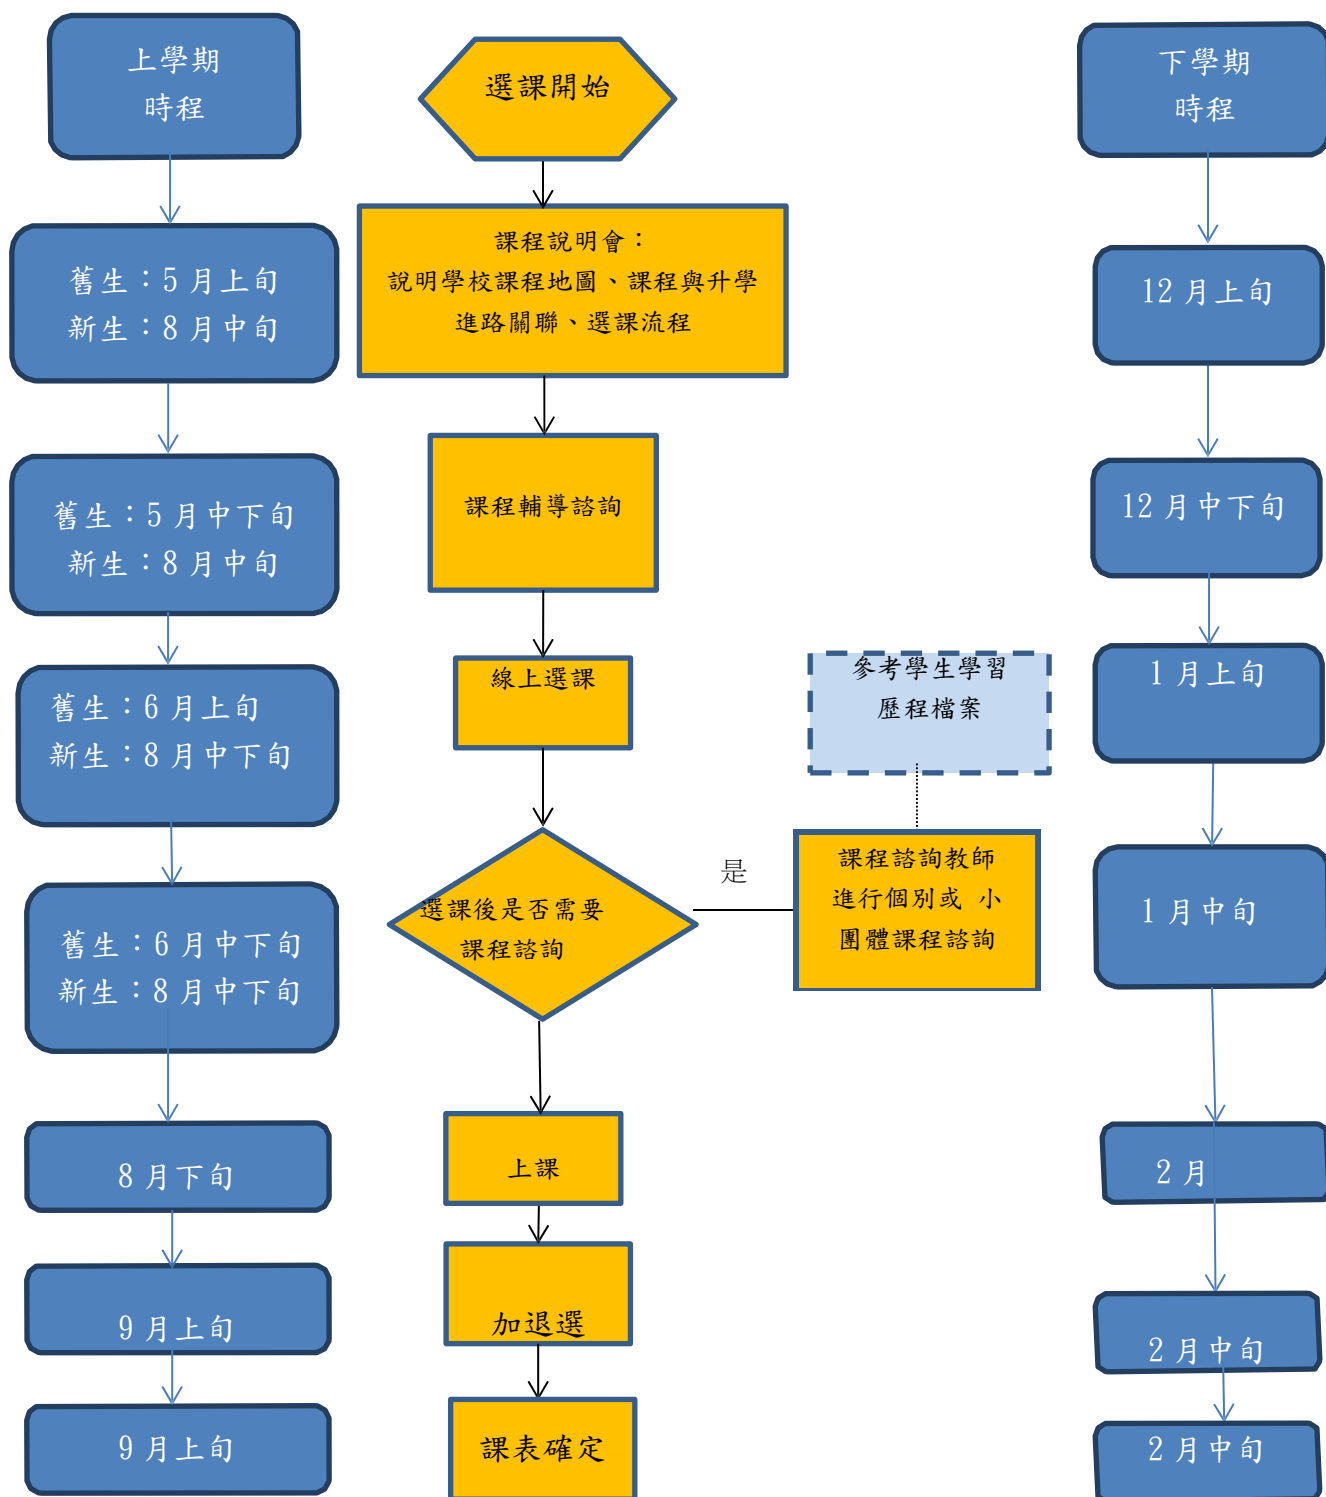 上學期
時程
舊生：5 月上旬
新生：8 月中旬
舊生：5 月中下旬
新生：8 月中旬
舊生：6 月上旬
新生：8 月中下旬
舊生：6 月中下旬
新生：8 月中下旬
8 月下旬
9 月上旬
9 月上旬
選課開始
課程說明會：
說明學校課程地圖、課程與升學
進路關聯、選課流程
課程輔導諮詢
線上選課
選課後是否需要
課程諮詢
是
參考學生學習
歷程檔案
課程諮詢教師
進行個別或 小
團體課程諮詢
上課
加退選
課表確定
下學期
時程
12 月上旬
12 月中下旬
1 月上旬
1 月中旬
2 月
2 月中旬
2 月中旬